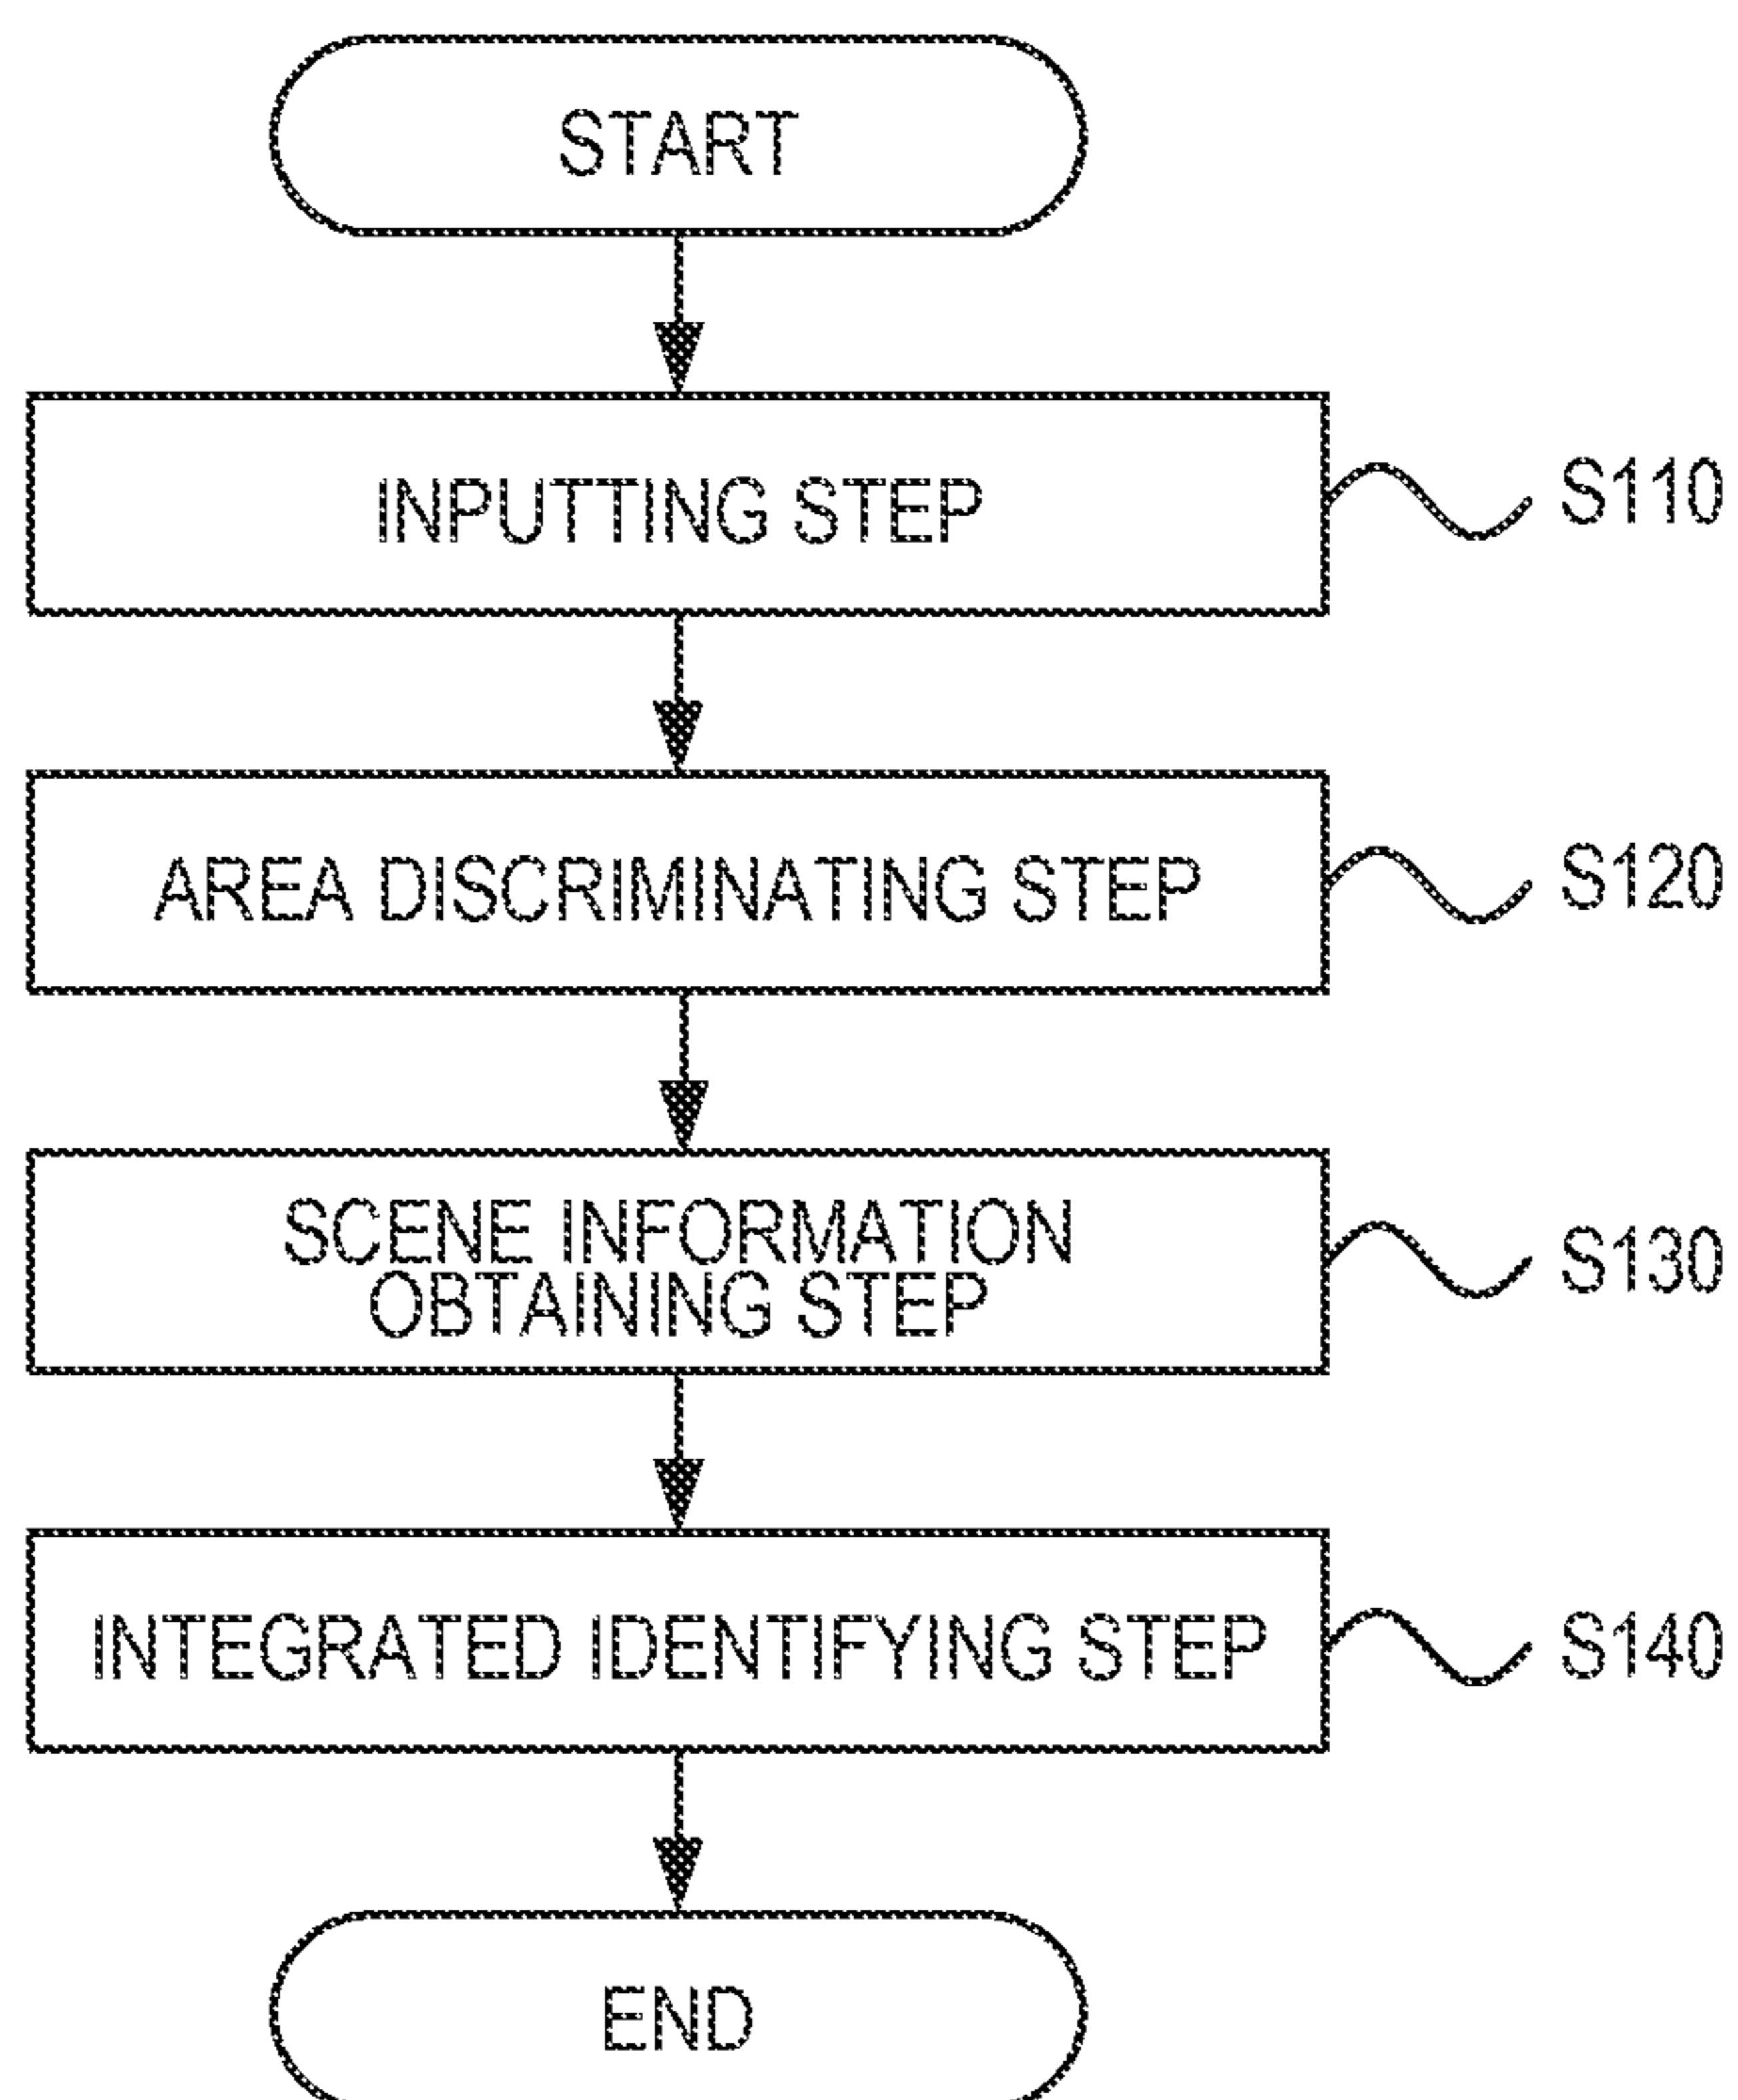 START
INPUTTING STEP
S110
AREA DISCRIMINATING STEP
S120
SCENE INFORMATION
OBTAINING STEP
S130
INTEGRATED IDENTIFYING STEP
S140
END